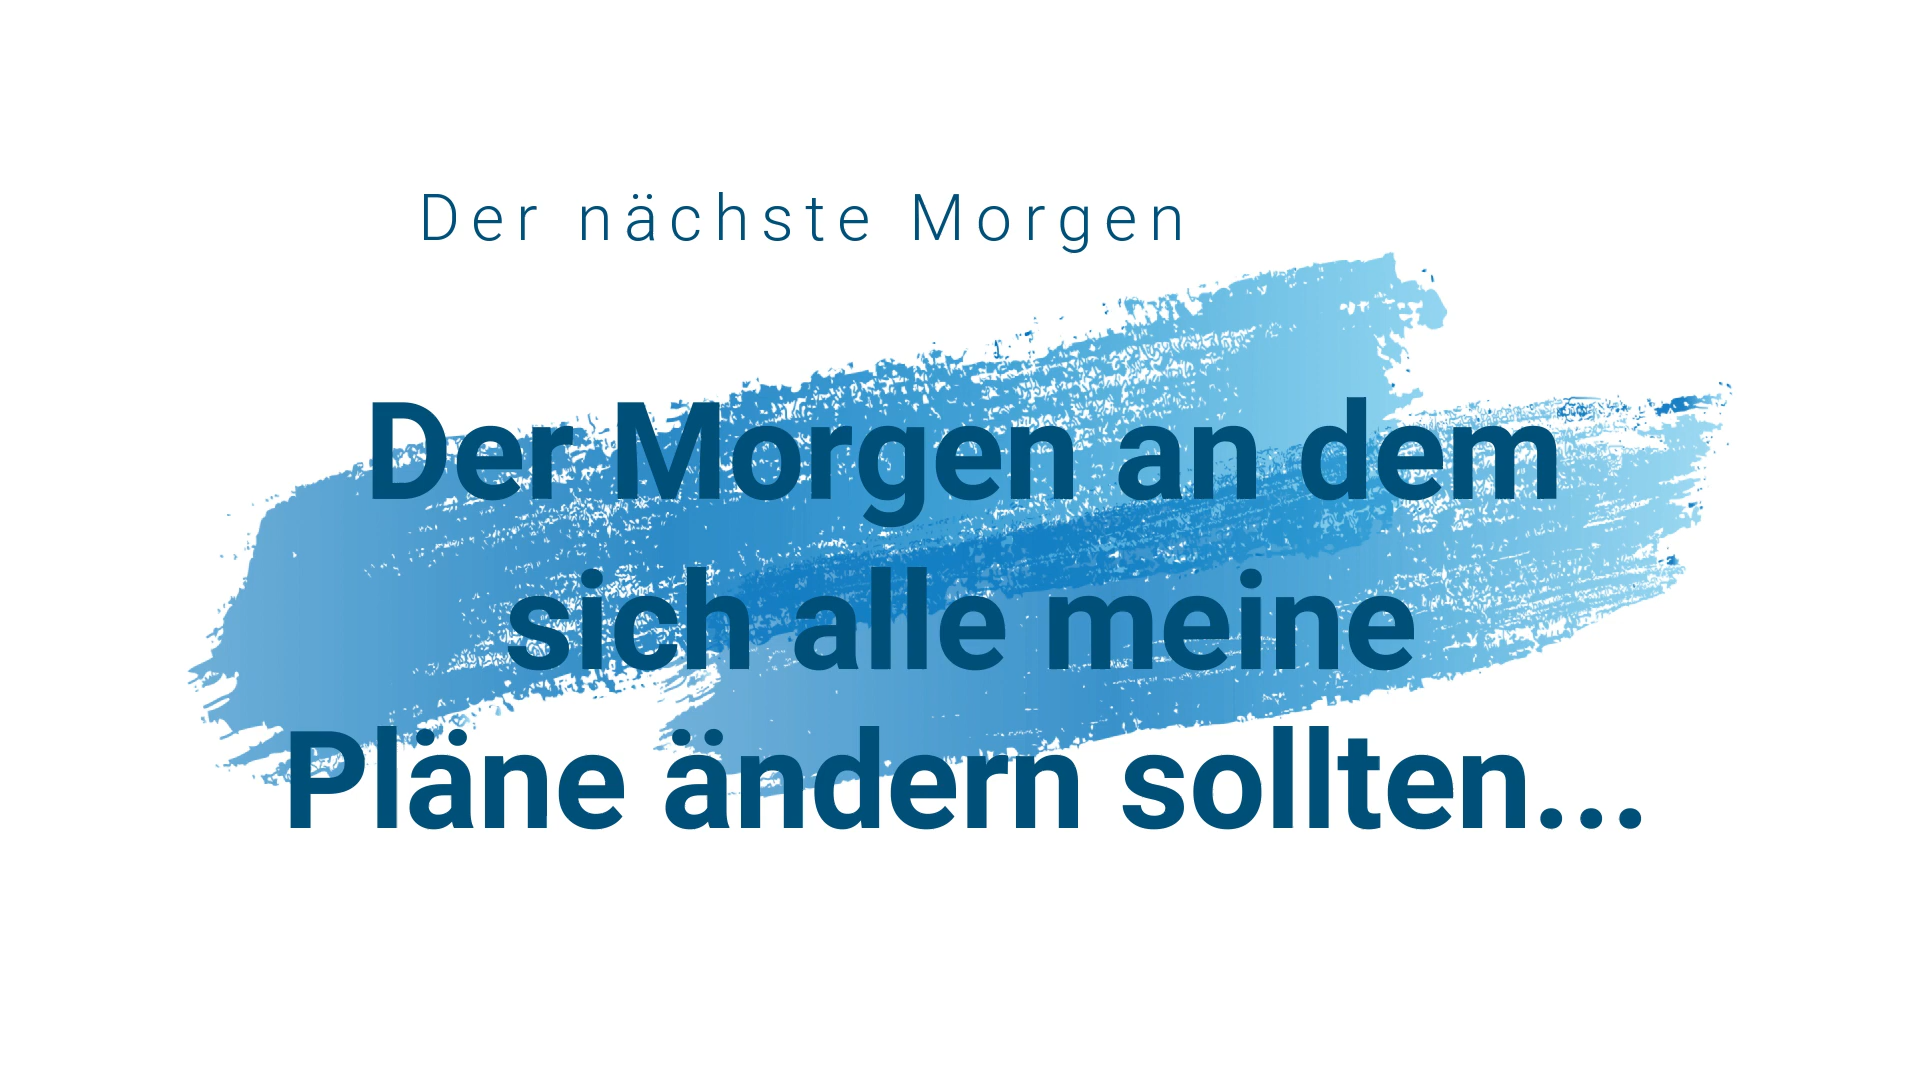 Der nächste Morgen
Der Morgen an dem
sich alle meine
Pläne ändern sollten...